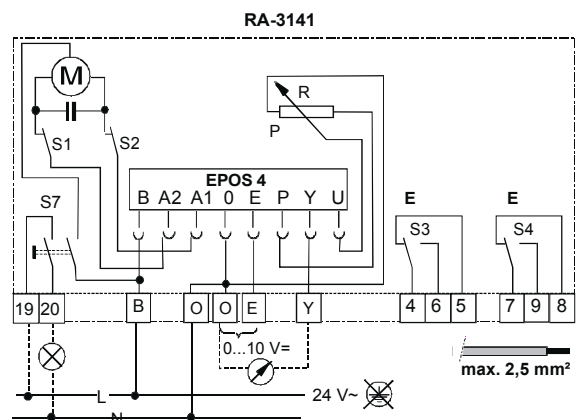 RA-3141
M
R
P
S1
S2
EPOS 4
B A2 A1 0 E P Y U
E
E
S7
S3
S4
19 20 B O O E Y 4 6 5 7 9 8
0...10 V=
max. 2,5 mm²
L
24 V~
N